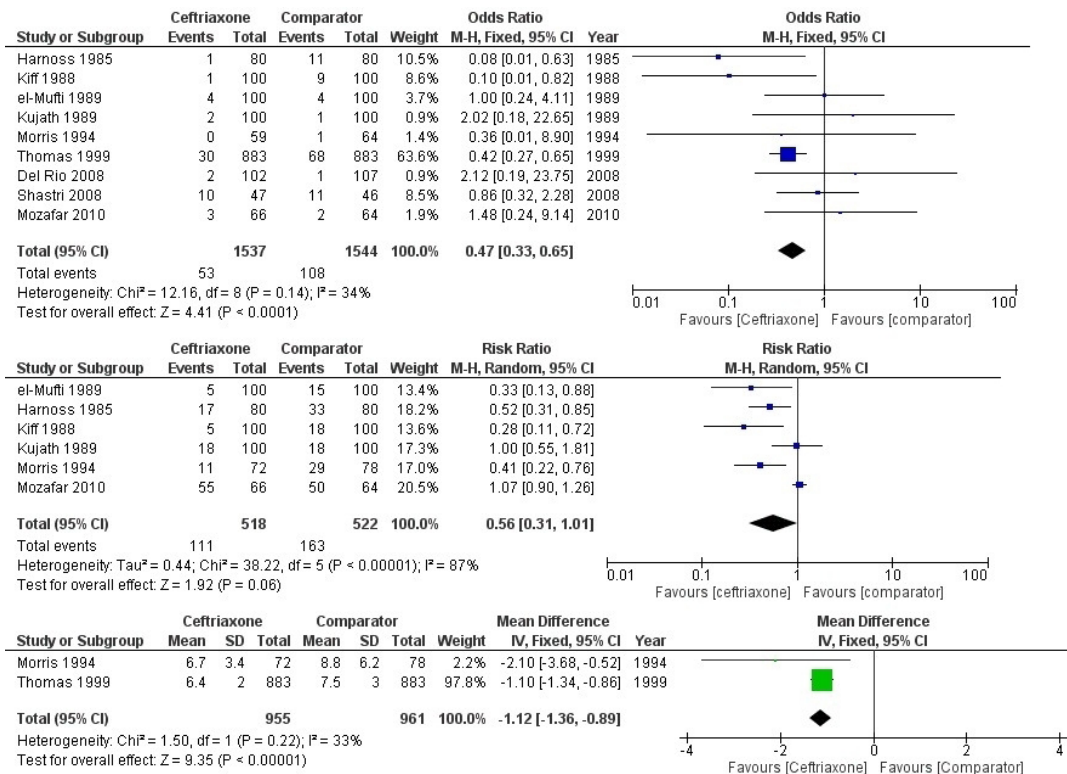 Ceftriaxone Comparator Odds Ratio Odds Ratio
Study or Subgroup Events Total Events Total Weight M-H, Fixed, 95% CI Year M-H, Fixed, 95% CI
Harnoss 1985 1 80 11 80 10.5% 0.08 [0.01, 0.63] 1985
Kiff 1988 1 100 9 100 8.6% 0.10 [0.01, 0.82] 1988
el-Mufti 1989 4 100 4 100 3.7% 1.00 [0.24, 4.11] 1989
Kujath 1989 2 100 1 100 0.9% 2.02 [0.18, 22.65] 1989
Morris 1994 0 59 1 64 1.4% 0.36 [0.01, 8.90] 1994
Thomas 1999 30 883 68 883 63.6% 0.42 [0.27, 0.65] 1999
Del Rio 2008 2 102 1 107 0.9% 2.12 [0.19, 23.75] 2008
Shastri 2008 10 47 11 46 8.5% 0.86 [0.32, 2.28] 2008
Mozafar 2010 3 66 2 64 1.9% 1.48 [0.24, 9.14] 2010
Total (95% CI) 1537 1544 100.0% 0.47 [0.33, 0.65]
Total events 53 108
Heterogeneity: Chi² = 12.16, df = 8 (P = 0.14); I² = 34%
Test for overall effect: Z = 4.41 (P < 0.0001)
0.01 0.1 1 10 100
Favours [Ceftriaxone] Favours [comparator]
Ceftriaxone Comparator Risk Ratio Risk Ratio
Study or Subgroup Events Total Events Total Weight M-H, Random, 95% CI M-H, Random, 95% CI
el-Mufti 1989 5 100 15 100 13.4% 0.33 [0.13, 0.88]
Harnoss 1985 17 80 33 80 18.2% 0.52 [0.31, 0.85]
Kiff 1988 5 100 18 100 13.6% 0.28 [0.11, 0.72]
Kujath 1989 18 100 18 100 17.3% 1.00 [0.55, 1.81]
Morris 1994 11 72 29 78 17.0% 0.41 [0.22, 0.76]
Mozafar 2010 55 66 50 64 20.5% 1.07 [0.90, 1.26]
Total (95% CI) 518 522 100.0% 0.56 [0.31, 1.01]
Total events 111 163
Heterogeneity: Tau² = 0.44; Chi² = 38.22, df = 5 (P < 0.00001); I² = 87%
Test for overall effect: Z = 1.92 (P = 0.06)
0.01 0.1 1 10 100
Favours [ceftriaxone] Favours [comparator]
Ceftriaxone Comparator Mean Difference Mean Difference
Study or Subgroup Mean SD Total Mean SD Total Weight IV, Fixed, 95% CI Year IV, Fixed, 95% CI
Morris 1994 6.7 3.4 72 8.8 6.2 78 2.2% -2.10 [-3.68, -0.52] 1994
Thomas 1999 6.4 2 883 7.5 3 883 97.8% -1.10 [-1.34, -0.86] 1999
Total (95% CI) 955 961 100.0% -1.12 [-1.36, -0.89]
Heterogeneity: Chi² = 1.50, df = 1 (P = 0.22); I² = 33%
Test for overall effect: Z = 9.35 (P < 0.00001)
-4 -2 0 2 4
Favours [Ceftriaxone] Favours [Comparator]